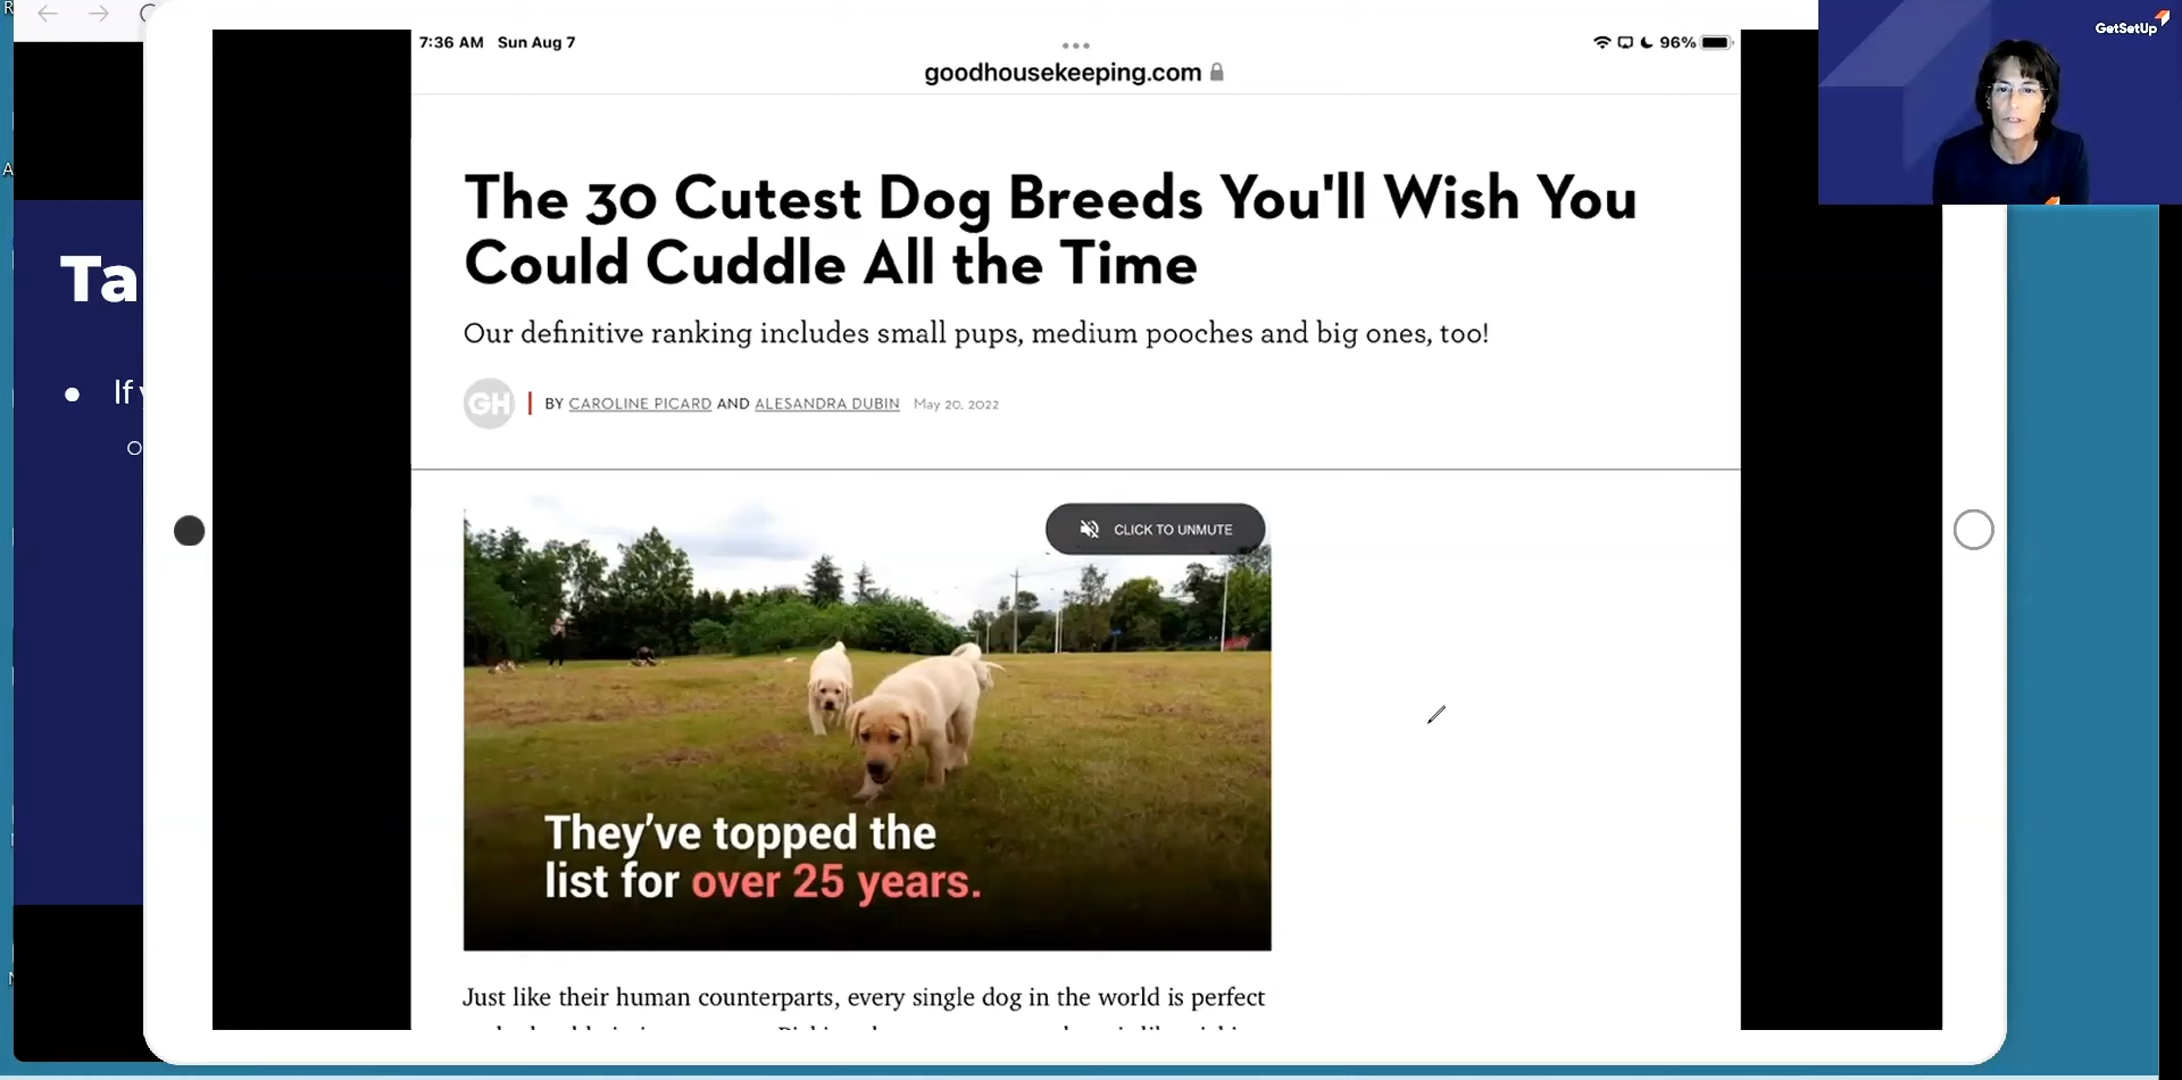 7:36 AM Sun Aug 7
96%
goodhousekeeping.com
GetSetUp
The 30 Cutest Dog Breeds You'll Wish You
Could Cuddle All the Time
Our definitive ranking includes small pups, medium pooches and big ones, too!
GH
BY CAROLINE PICARD AND ALESANDRA DUBIN May 20, 2022
Ta
If
CLICK TO UNMUTE
They've topped the
list for over 25 years.
Just like their human counterparts, every single dog in the world is perfect